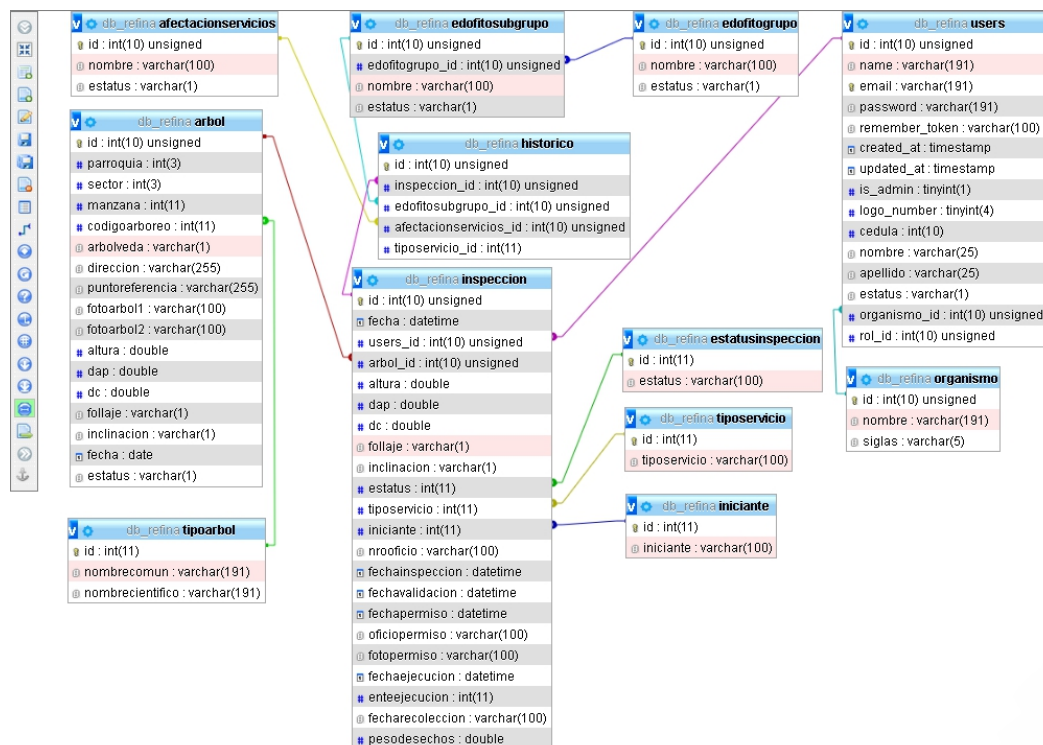 db_refina afectacionservicios
id : int(10) unsigned
nombre : varchar(100)
estatus : varchar(1)
db_refina edofitosubgrupo
id : int(10) unsigned
edofitogrupo_id : int(10) unsigned
nombre : varchar(100)
estatus : varchar(1)
db_refina edofitogrupo
id : int(10) unsigned
nombre : varchar(100)
estatus : varchar(1)
db_refina users
id : int(10) unsigned
name : varchar(191)
email : varchar(191)
password : varchar(191)
remember_token : varchar(100)
created_at : timestamp
updated_at : timestamp
is_admin : tinyint(1)
logo_number : tinyint(4)
cedula : int(10)
nombre : varchar(25)
apellido : varchar(25)
estatus : varchar(1)
organismo_id : int(10) unsigned
rol_id : int(10) unsigned
db_refina arbol
id : int(10) unsigned
parroquia : int(3)
sector : int(3)
manzana : int(11)
codigoarboreo : int(11)
arbolveda : varchar(1)
direccion : varchar(255)
puntoreferencia : varchar(255)
fotoarbol1 : varchar(100)
fotoarbol2 : varchar(100)
altura : double
dap : double
dc : double
follaje : varchar(1)
inclinacion : varchar(1)
fecha : date
estatus : varchar(1)
db_refina historico
id : int(10) unsigned
inspeccion_id : int(10) unsigned
edofitosubgrupo_id : int(10) unsigned
afectacionservicios_id : int(10) unsigned
tiposervicio_id : int(11)
db_refina inspeccion
id : int(10) unsigned
fecha : datetime
users_id : int(10) unsigned
arbol_id : int(10) unsigned
altura : double
dap : double
dc : double
follaje : varchar(1)
inclinacion : varchar(1)
estatus : int(11)
tiposervicio : int(11)
iniciante : int(11)
nrooficio : varchar(100)
fechainspeccion : datetime
fechavalidacion : datetime
fechapermiso : datetime
oficiopermiso : varchar(100)
fotopermiso : varchar(100)
fechaejecucion : datetime
enteejecucion : int(11)
fecharecoleccion : varchar(100)
pesodesechos : double
db_refina estatusinspeccion
id : int(11)
estatus : varchar(100)
db_refina organismo
id : int(10) unsigned
nombre : varchar(191)
siglas : varchar(5)
db_refina tiposervicio
id : int(11)
tiposervicio : varchar(100)
db_refina iniciante
id : int(11)
iniciante : varchar(100)
db_refina tipoarbol
id : int(11)
nombrecomun : varchar(191)
nombrecientifico : varchar(191)